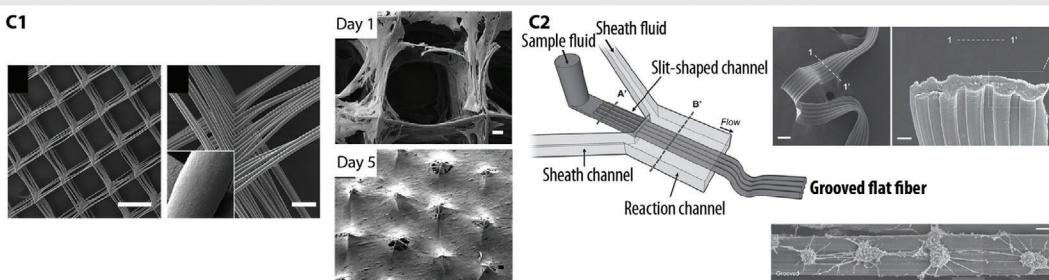 C1
Day 1
Day 5
C2
Sample fluid
Sheath fluid
Slit-shaped channel
A'
B'
Flow
Sheath channel
Reaction channel
Grooved flat fiber
1
1'
1
1'
Grooved